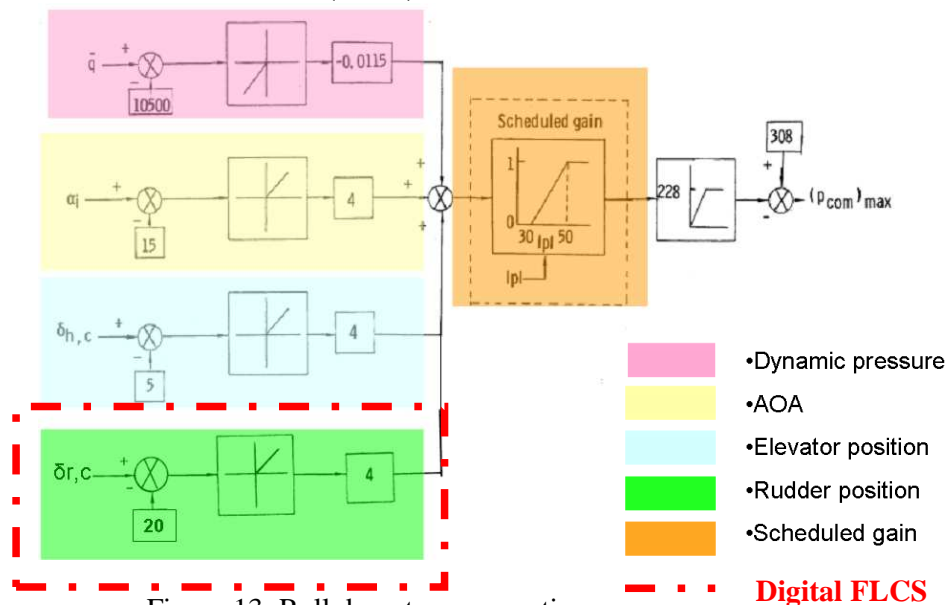 q̄
+
−
10500
-0,0115
αi
+
−
15
4
+
+
+
Scheduled gain
1
0
30 |p| 50
|p|
228
308
+
−
(pcom)max
δh,c
+
−
5
4
δr,c
+
-
20
4
•Dynamic pressure
•AOA
•Elevator position
•Rudder position
•Scheduled gain
Digital FLCS